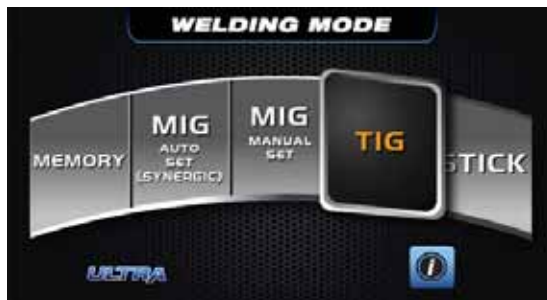 WELDING MODE
MEMORY
MIG
AUTO
SET
(SYNERGIC)
MIG
MANUAL
SET
TIG
STICK
ULTRA
i